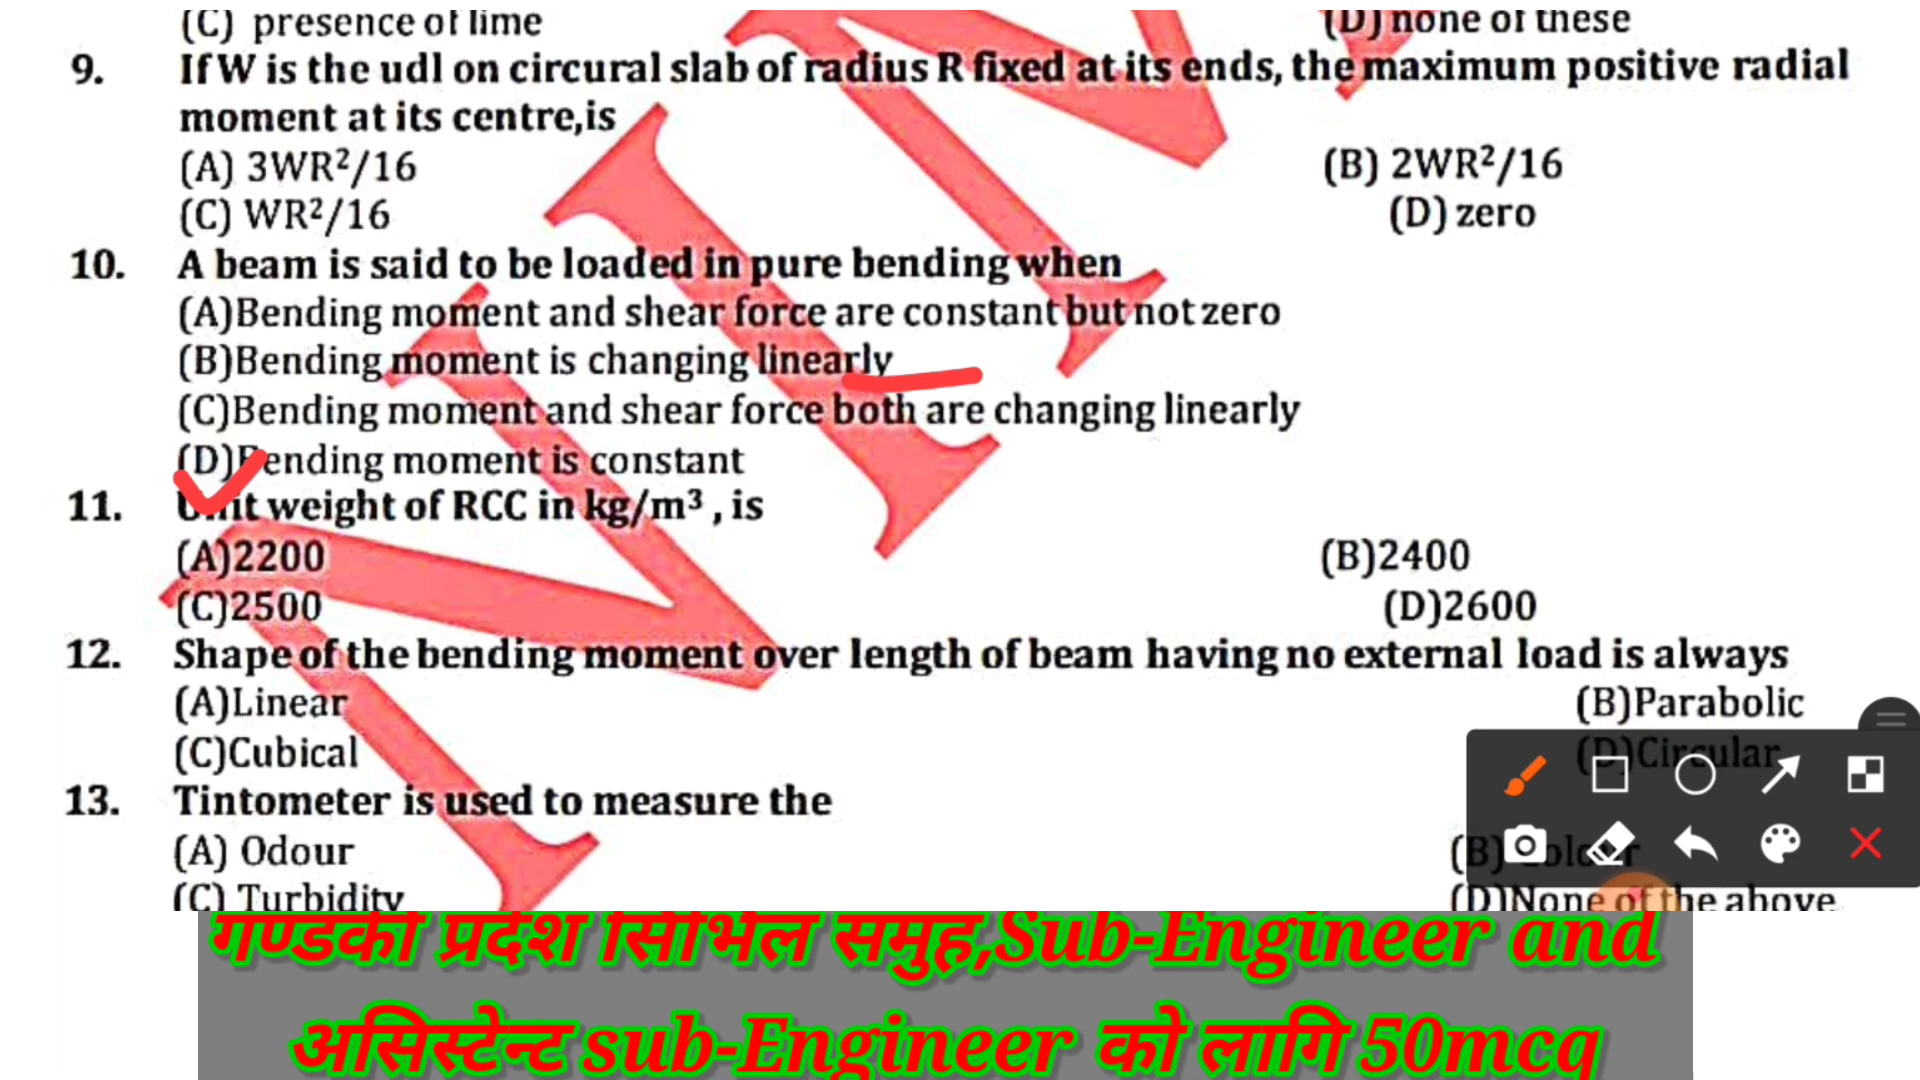 (C) presence of lime
(D) none of these
9. If W is the udl on circural slab of radius R fixed at its ends, the maximum positive radial
moment at its centre,is
(A) 3WR²/16
(B) 2WR²/16
(C) WR²/16
(D) zero
10. A beam is said to be loaded in pure bending when
(A)Bending moment and shear force are constant but not zero
(B)Bending moment is changing linearly
(C)Bending moment and shear force both are changing linearly
(D)Bending moment is constant
11. Unit weight of RCC in kg/m³ , is
(A)2200
(B)2400
(C)2500
(D)2600
12. Shape of the bending moment over length of beam having no external load is always
(A)Linear
(B)Parabolic
(C)Cubical
(D)Circular
13. Tintometer is used to measure the
(A) Odour
(B) Colour
(C) Turbidity
(D)None of the above
गण्डकी प्रदेश सिभिल समुह,Sub-Engineer and
असिस्टेन्ट sub-Engineer को लागि 50mcq